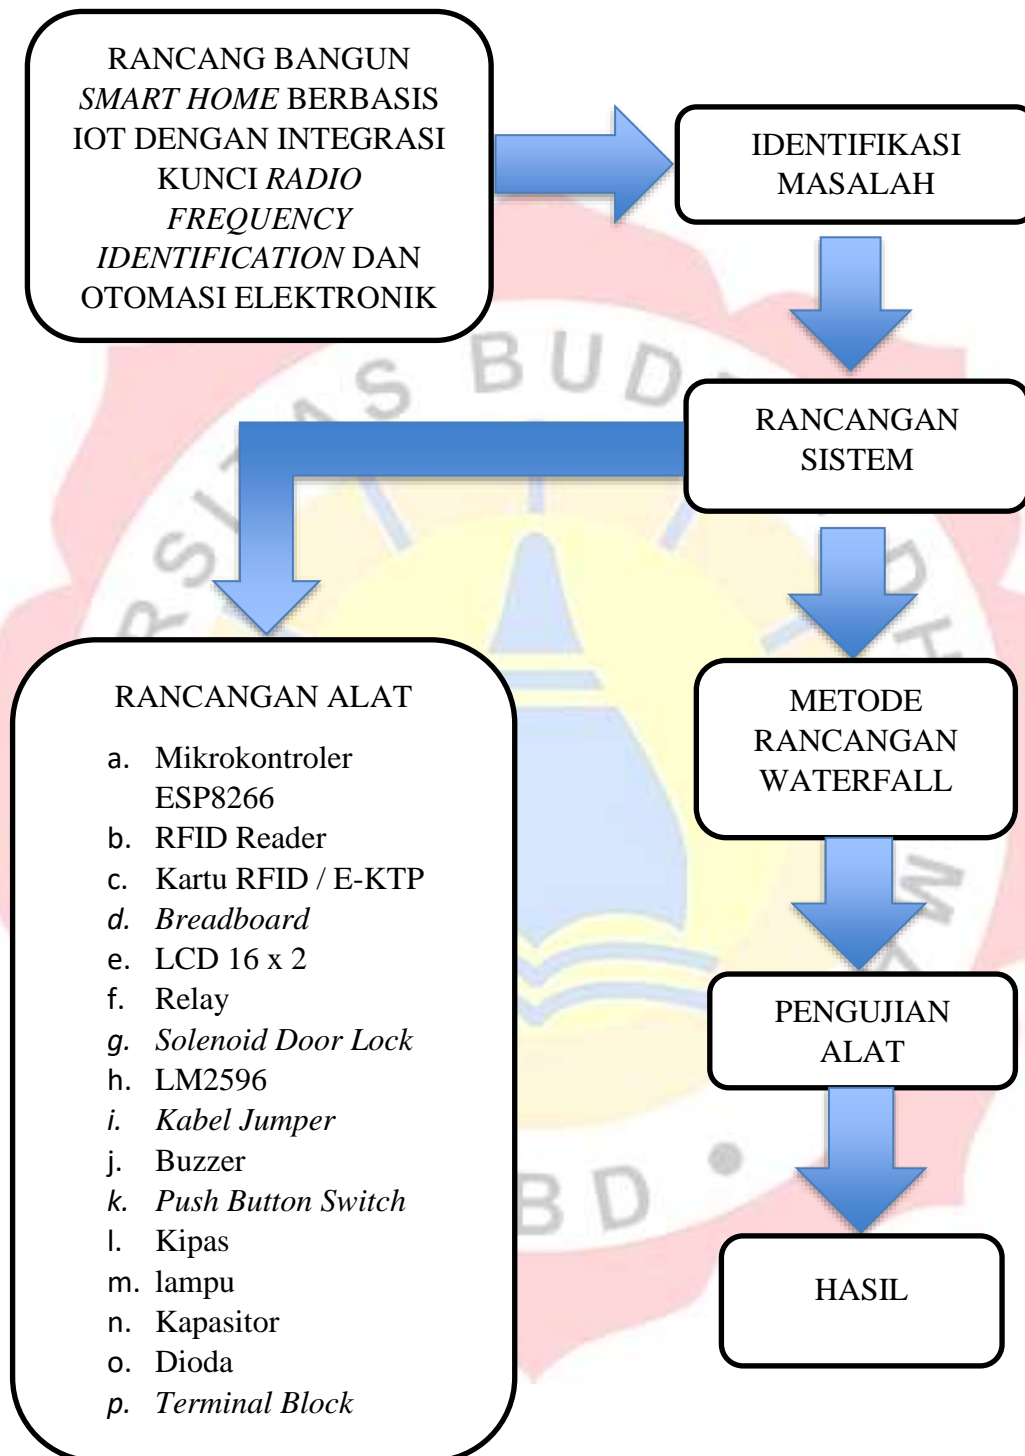 RANCANG BANGUN
SMART HOME BERBASIS
IOT DENGAN INTEGRASI
KUNCI RADIO
FREQUENCY
IDENTIFICATION DAN
OTOMASI ELEKTRONIK
IDENTIFIKASI
MASALAH
RANCANGAN
SISTEM
METODE
RANCANGAN
WATERFALL
PENGUJIAN
ALAT
HASIL
RANCANGAN ALAT
a. Mikrokontroler
ESP8266
b. RFID Reader
c. Kartu RFID / E-KTP
d. Breadboard
e. LCD 16 x 2
f. Relay
g. Solenoid Door Lock
h. LM2596
i. Kabel Jumper
j. Buzzer
k. Push Button Switch
l. Kipas
m. lampu
n. Kapasitor
o. Dioda
p. Terminal Block